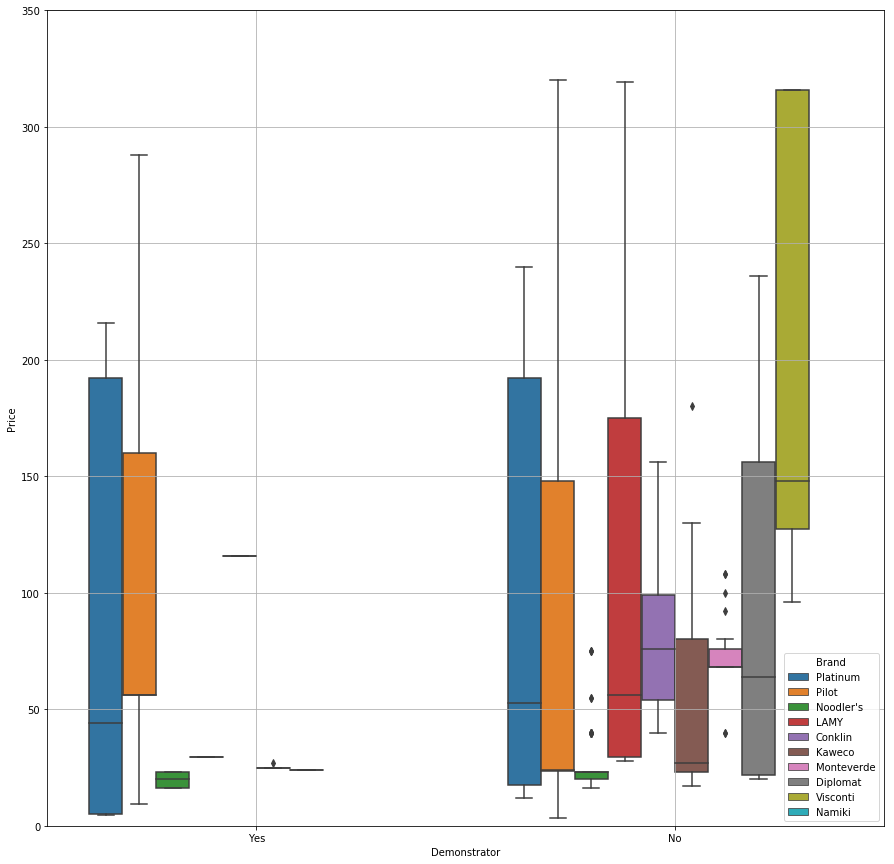 350
300
250
200
150
100
50
0
Price
Yes
No
Demonstrator
Brand
Platinum
Pilot
Noodler's
LAMY
Conklin
Kaweco
Monteverde
Diplomat
Visconti
Namiki